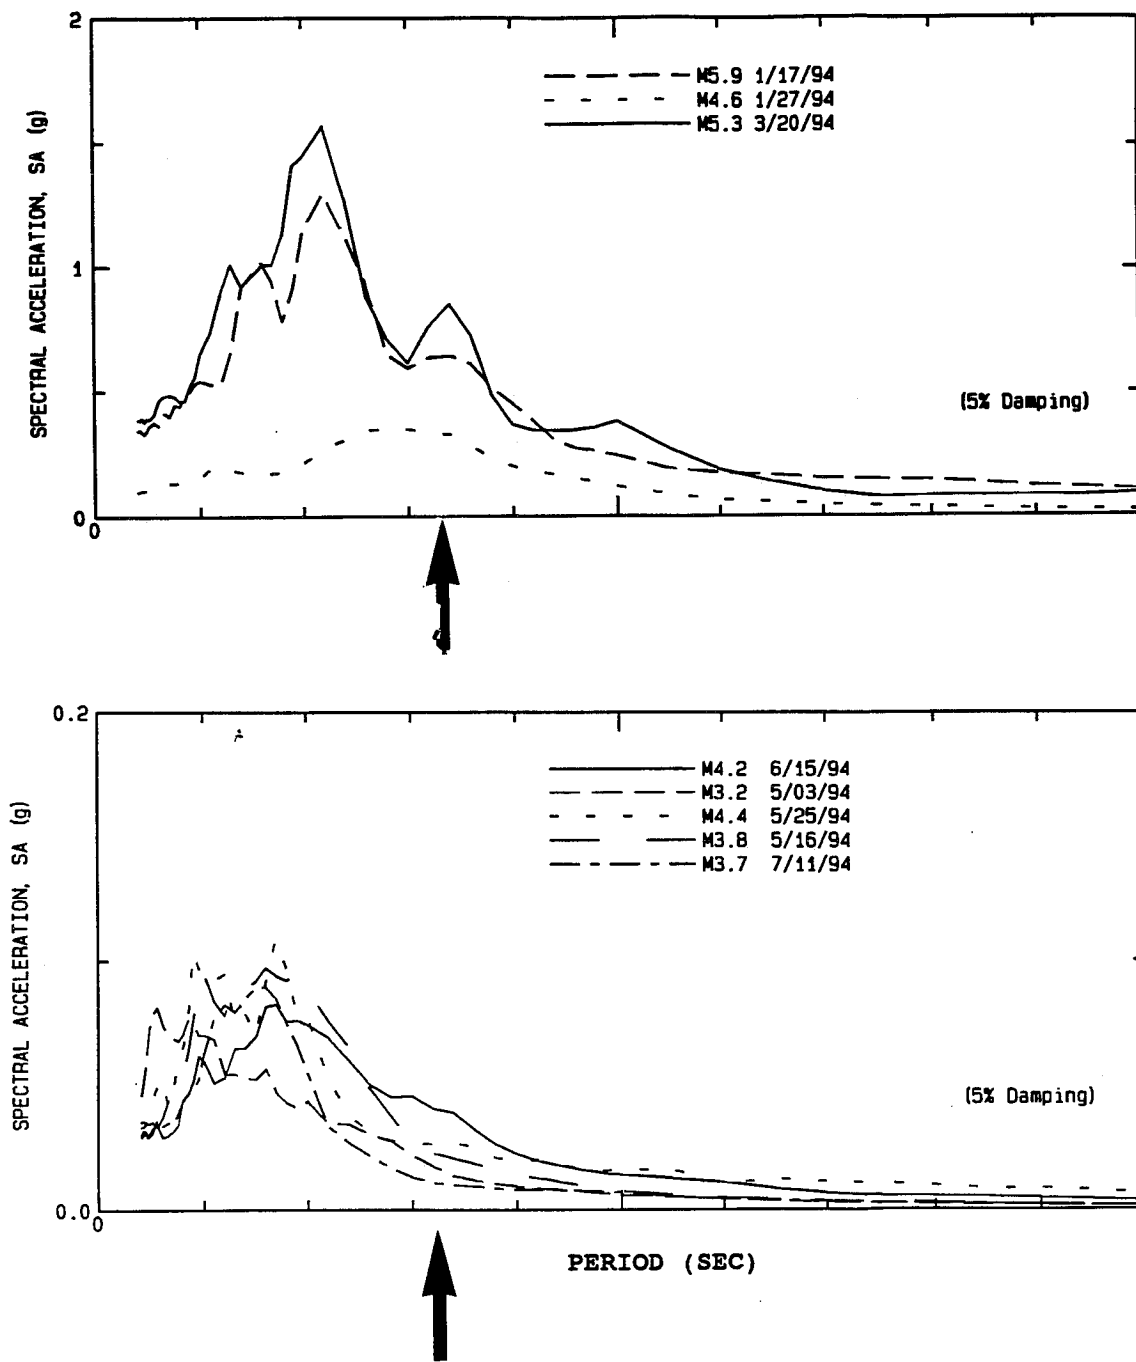 2
M5.9 1/17/94
M4.6 1/27/94
M5.3 3/20/94
SPECTRAL ACCELERATION, SA (g)
1
(5% Damping)
0
0
0.2
M4.2 6/15/94
M3.2 5/03/94
M4.4 5/25/94
M3.8 5/16/94
M3.7 7/11/94
SPECTRAL ACCELERATION, SA (g)
(5% Damping)
0.0
0
PERIOD (SEC)